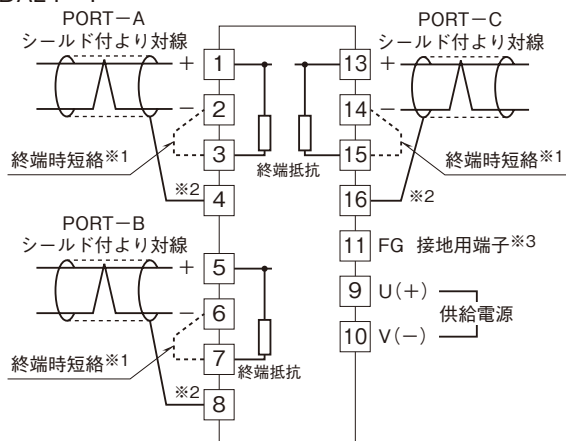 PORT−A
シールド付より対線
+
−
終端時短絡※1
※2
1
2
3
4
終端抵抗
PORT−B
シールド付より対線
+
−
終端時短絡※1
※2
5
6
7
8
終端抵抗
PORT−C
シールド付より対線
13
14
15
16
+
−
終端時短絡※1
※2
終端抵抗
11 FG 接地用端子※3
9 U(+)
10 V(−)
供給電源